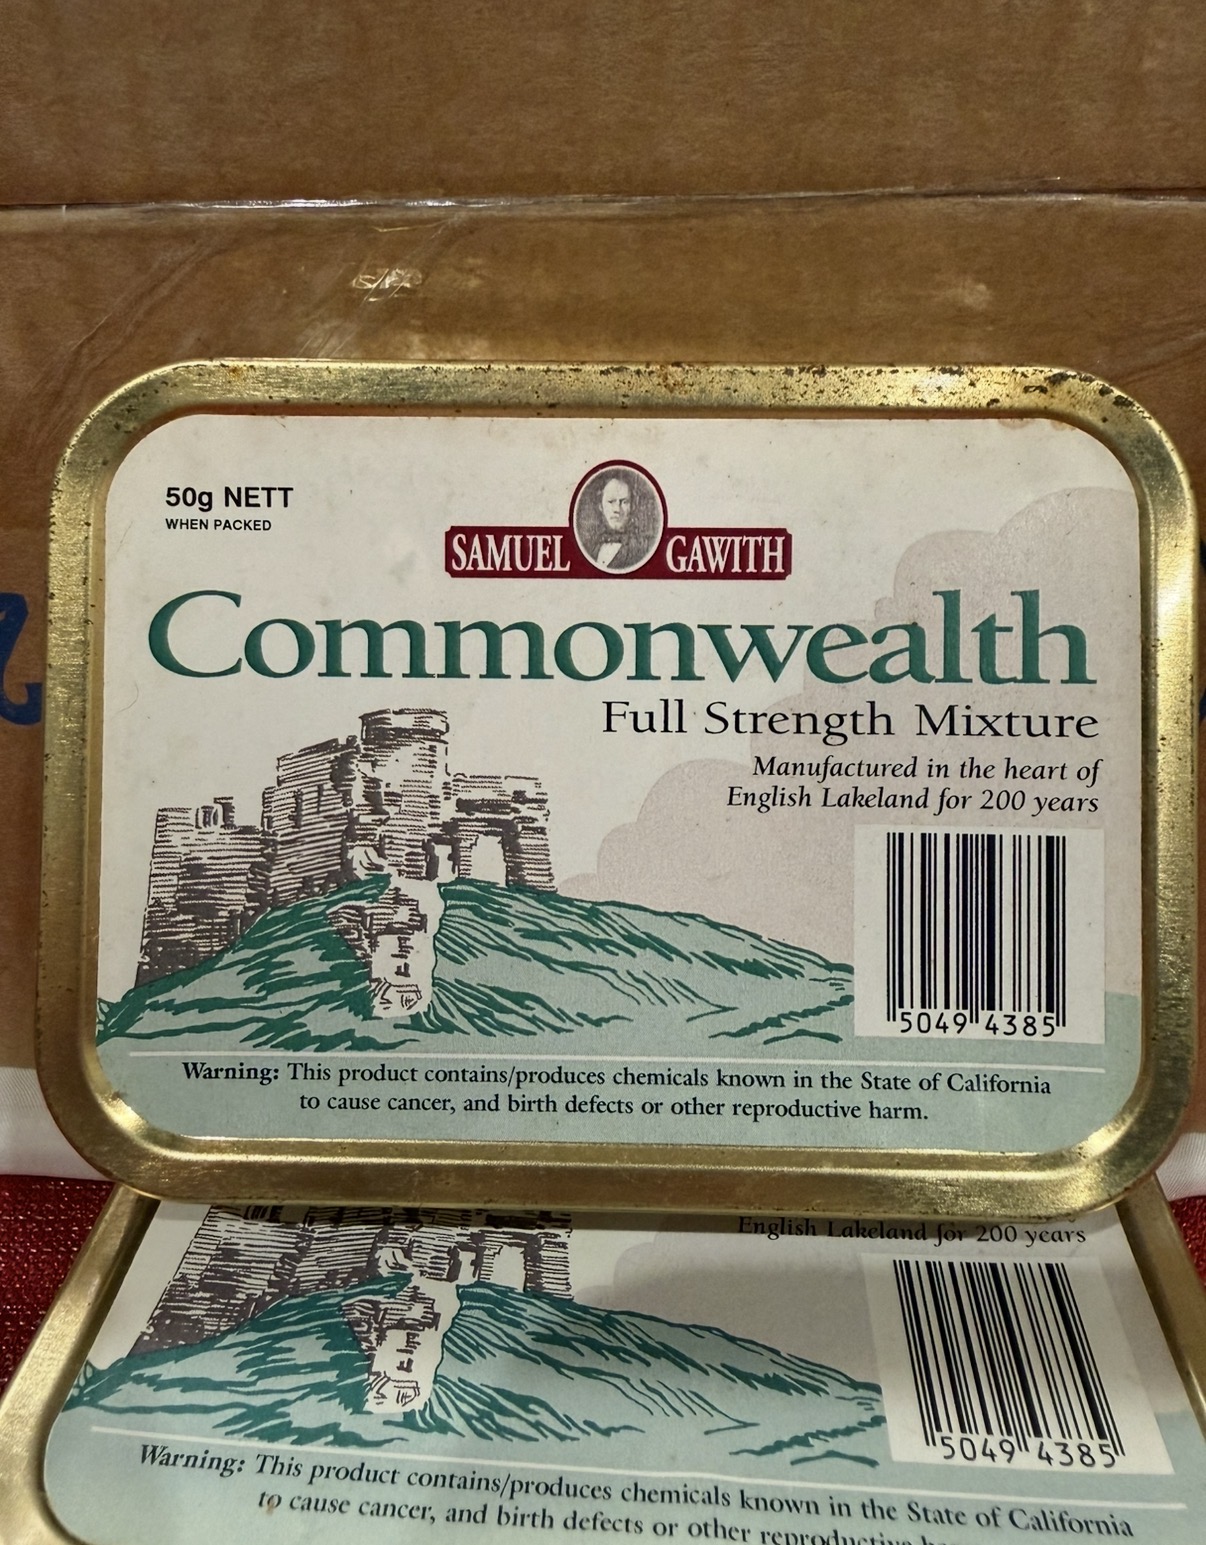 50g NETT
WHEN PACKED
SAMUEL GAWITH
Commonwealth
Full Strength Mixture
Manufactured in the heart of
English Lakeland for 200 years
5049 4385
Warning: This product contains/produces chemicals known in the State of California
to cause cancer, and birth defects or other reproductive harm.
English Lakeland for 200 years
5049 4385
Warning: This product contains/produces chemicals known in the State of California
to cause cancer, and birth defects or other